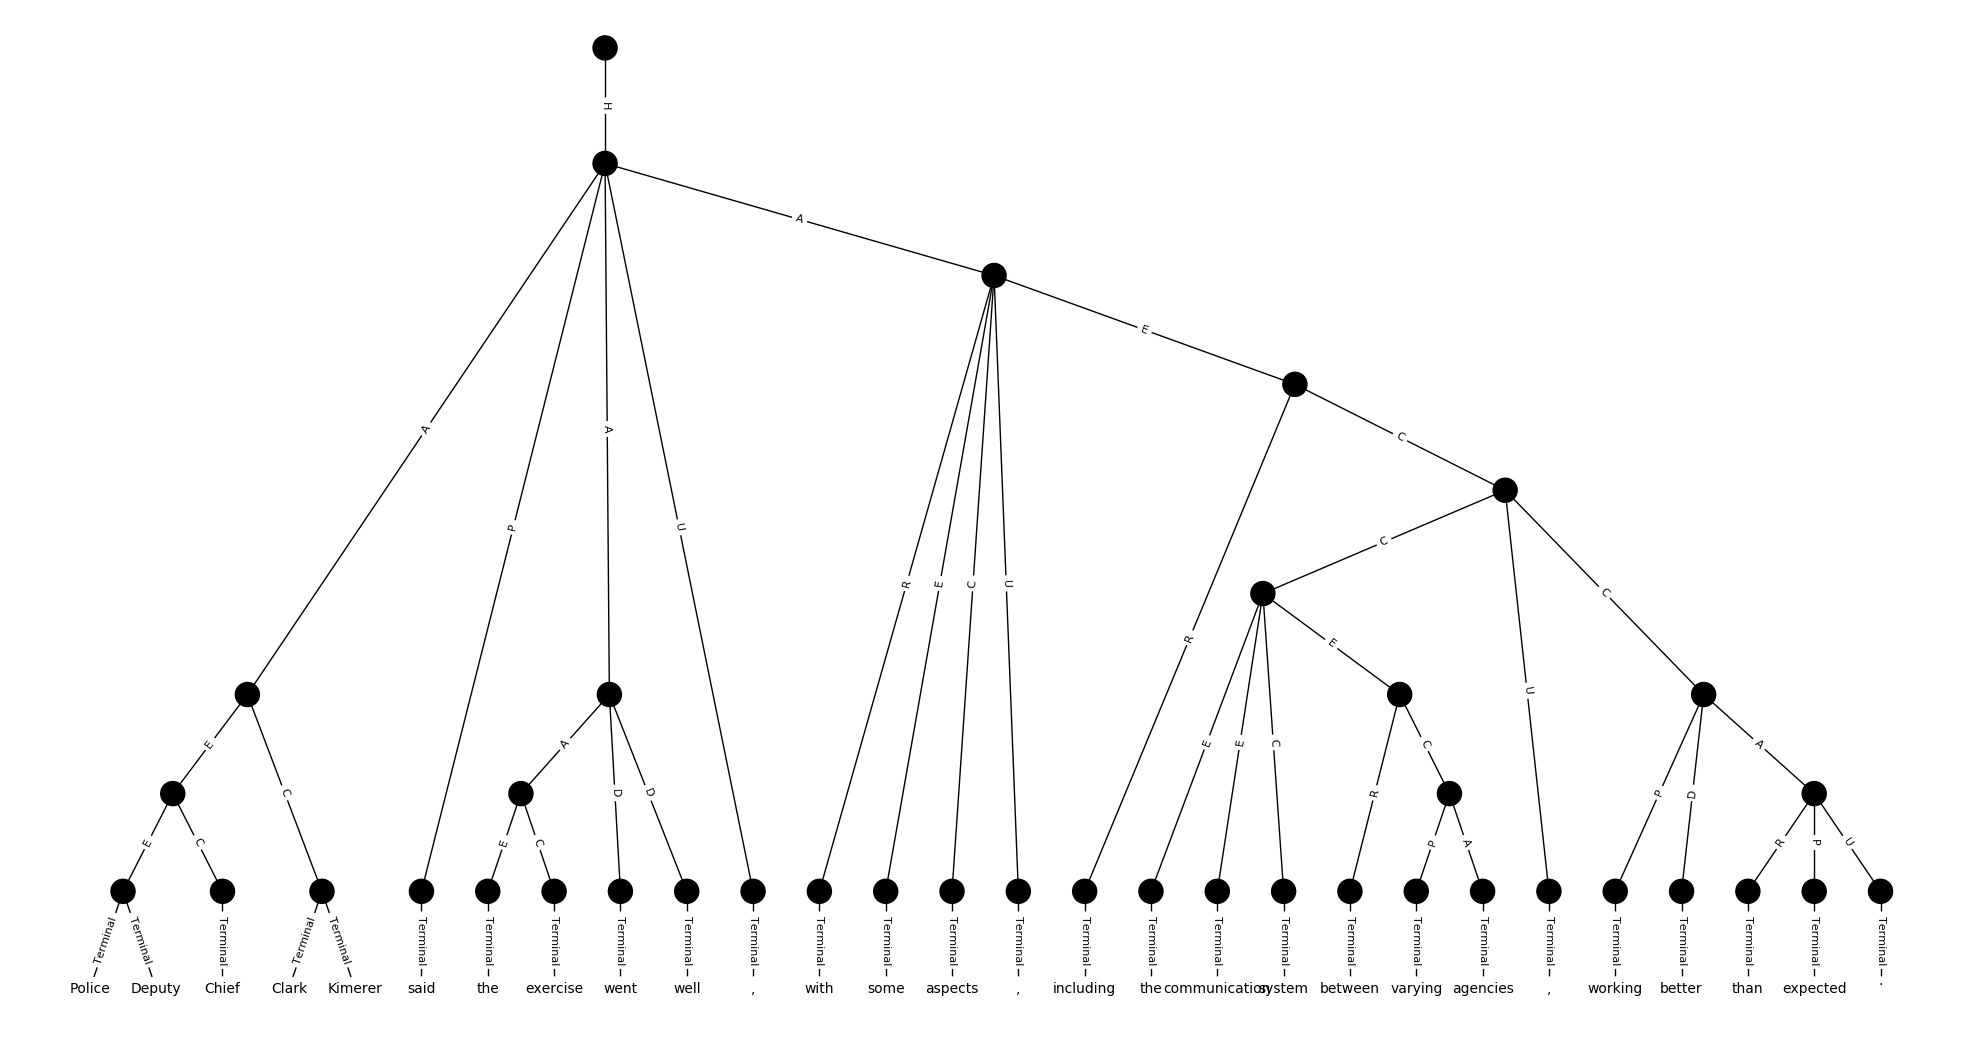 H
A
A
E
C
A
P
A
U
C
C
R
E
C
U
R
C
E
E
A
D
D
E
E
C
U
P
D
A
E
C
C
R
C
E
C
P
A
R
P
U
Terminal Terminal Terminal Terminal Terminal Terminal Terminal Terminal Terminal Terminal Terminal Terminal Terminal Terminal Terminal Terminal Terminal Terminal Terminal Terminal Terminal Terminal Terminal Terminal Terminal Terminal Terminal Terminal
Police Deputy Chief Clark Kimerer said the exercise went well , with some aspects , including the communication system between varying agencies , working better than expected .